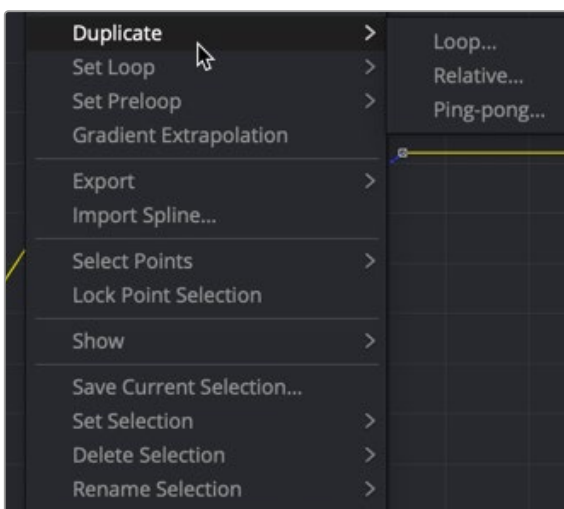 Duplicate
Set Loop
Set Preloop
Gradient Extrapolation
Export
Import Spline...
Select Points
Lock Point Selection
Show
Save Current Selection...
Set Selection
Delete Selection
Rename Selection
Loop...
Relative...
Ping-pong...